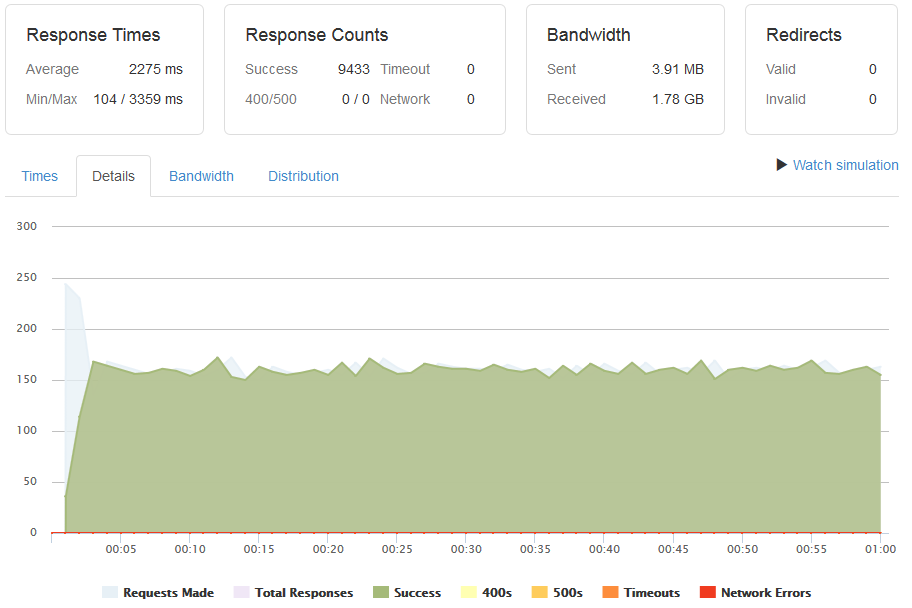 Response Times
Average 2275 ms
Min/Max 104 / 3359 ms
Response Counts
Success 9433 Timeout 0
400/500 0 / 0 Network 0
Bandwidth
Sent 3.91 MB
Received 1.78 GB
Redirects
Valid 0
Invalid 0
Times Details Bandwidth Distribution
Watch simulation
300
250
200
150
100
50
0
00:05 00:10 00:15 00:20 00:25 00:30 00:35 00:40 00:45 00:50 00:55 01:00
Requests Made Total Responses Success 400s 500s Timeouts Network Errors